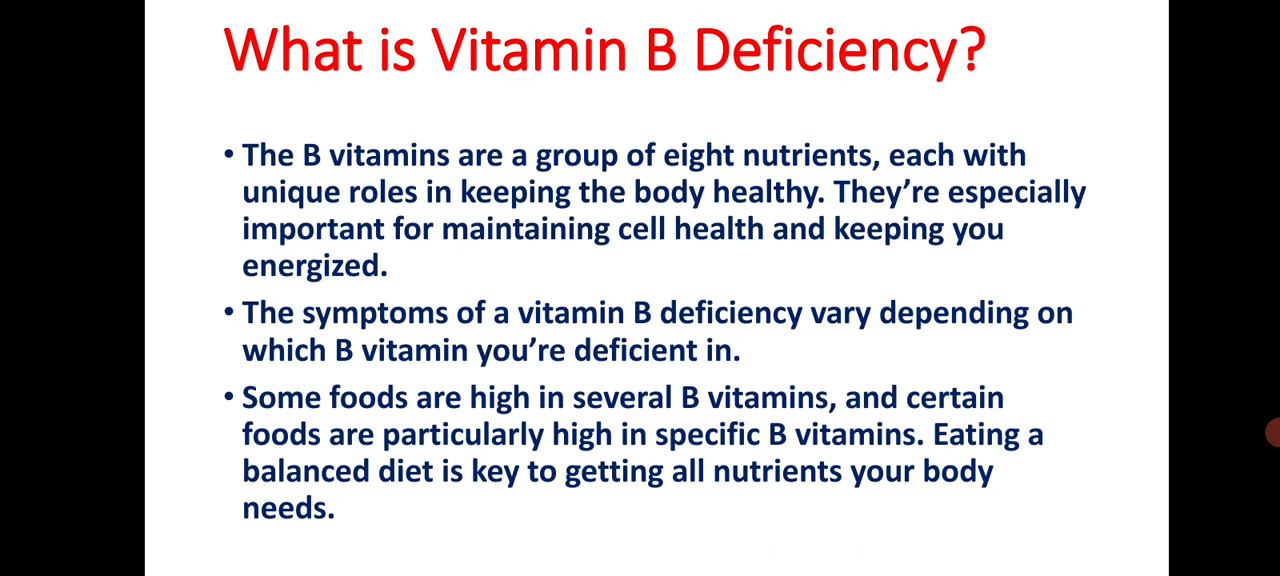 What is Vitamin B Deficiency?
• The B vitamins are a group of eight nutrients, each with
unique roles in keeping the body healthy. They’re especially
important for maintaining cell health and keeping you
energized.
• The symptoms of a vitamin B deficiency vary depending on
which B vitamin you’re deficient in.
• Some foods are high in several B vitamins, and certain
foods are particularly high in specific B vitamins. Eating a
balanced diet is key to getting all nutrients your body
needs.